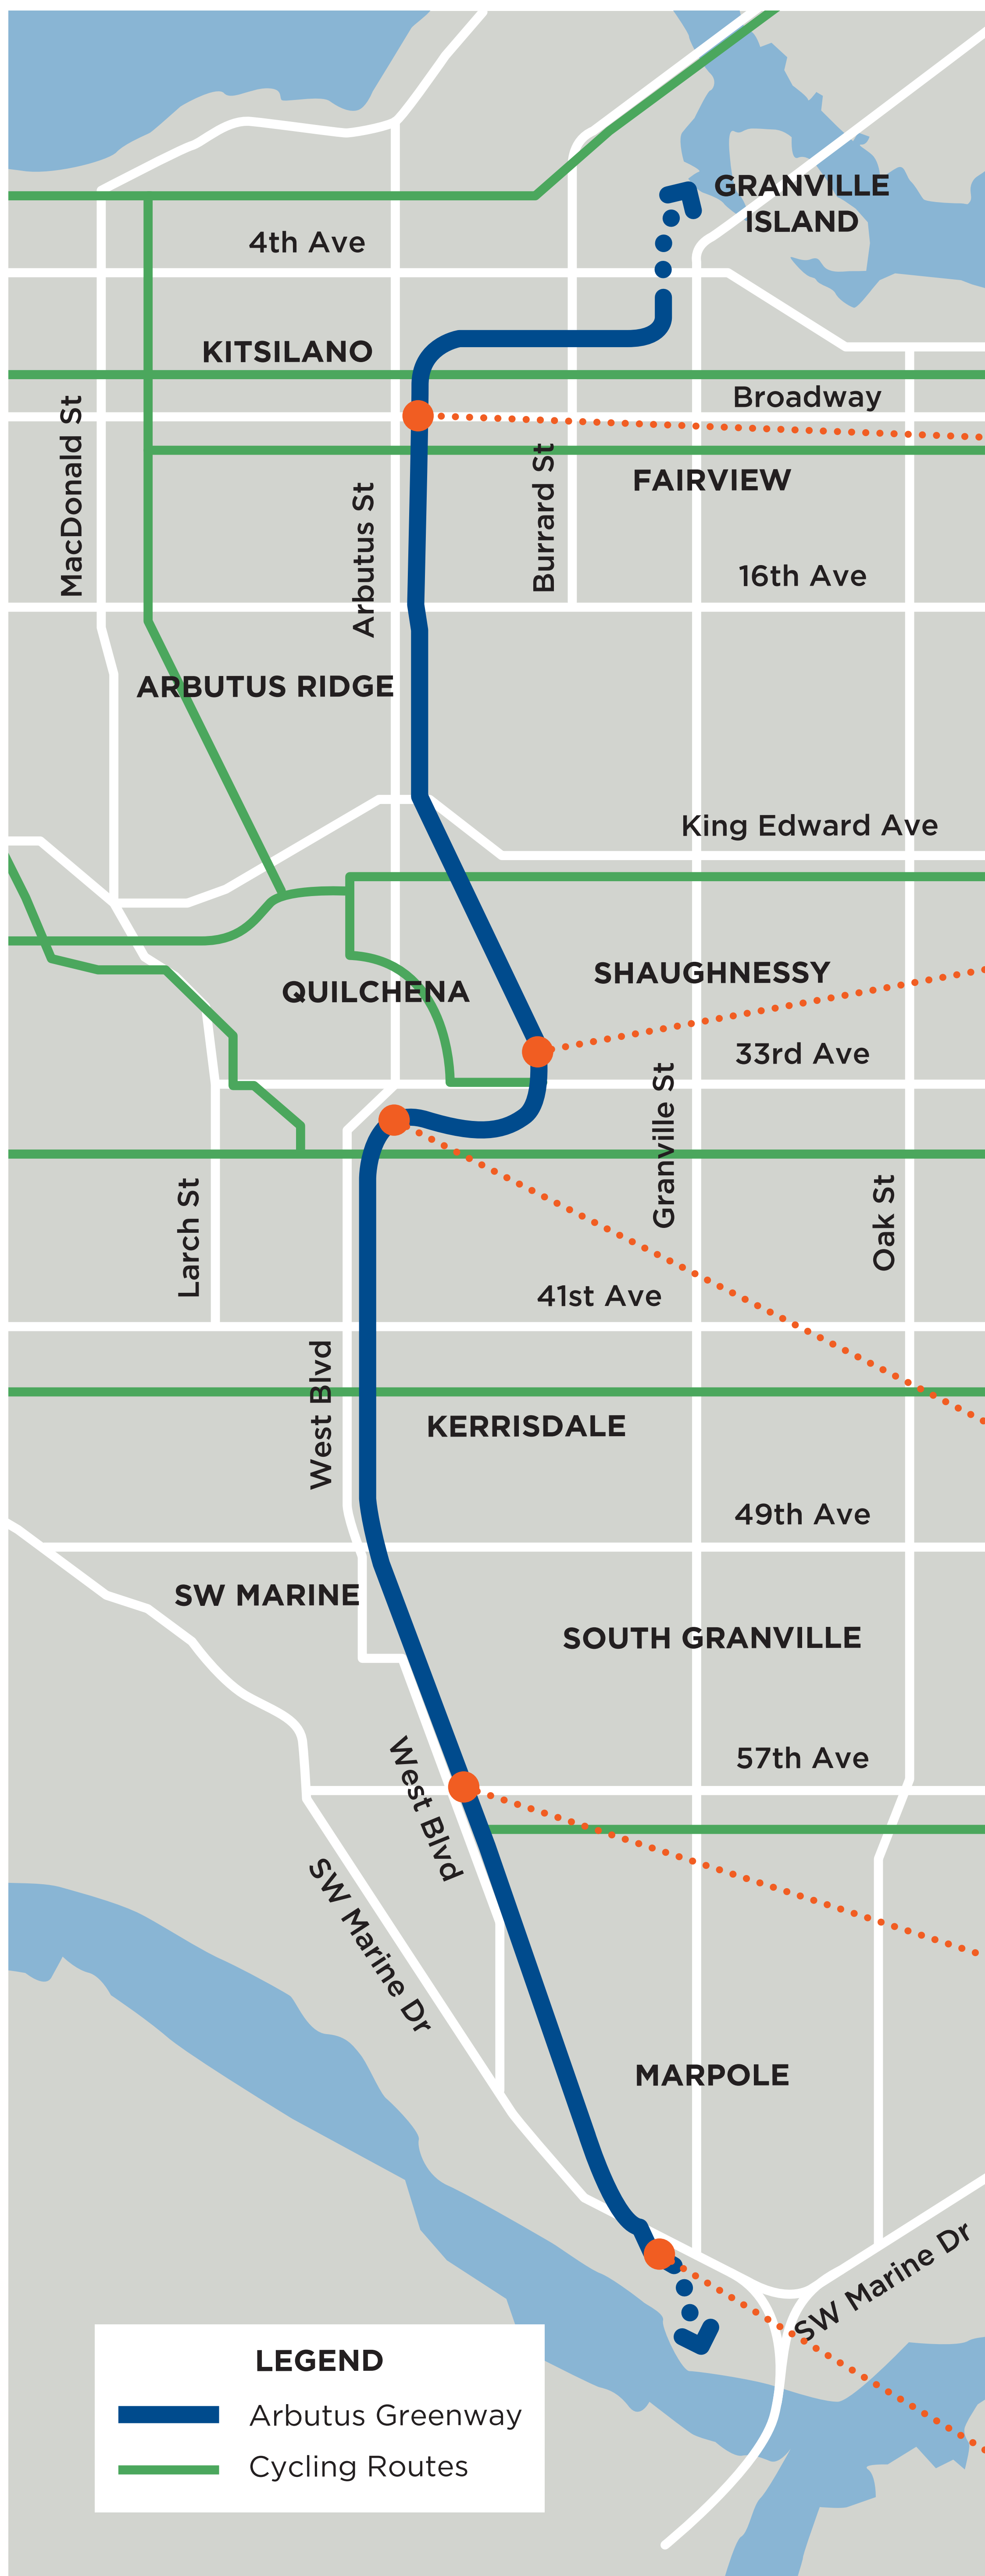 GRANVILLE
ISLAND
4th Ave
KITSILANO
Broadway
MacDonald St
FAIRVIEW
Arbutus St
Burrard St
16th Ave
ARBUTUS RIDGE
King Edward Ave
SHAUGHNESSY
QUILCHENA
33rd Ave
Granville St
Larch St
Oak St
41st Ave
West Blvd
KERRISDALE
49th Ave
SW MARINE
SOUTH GRANVILLE
57th Ave
West Blvd
SW Marine Dr
MARPOLE
SW Marine Dr
LEGEND
Arbutus Greenway
Cycling Routes